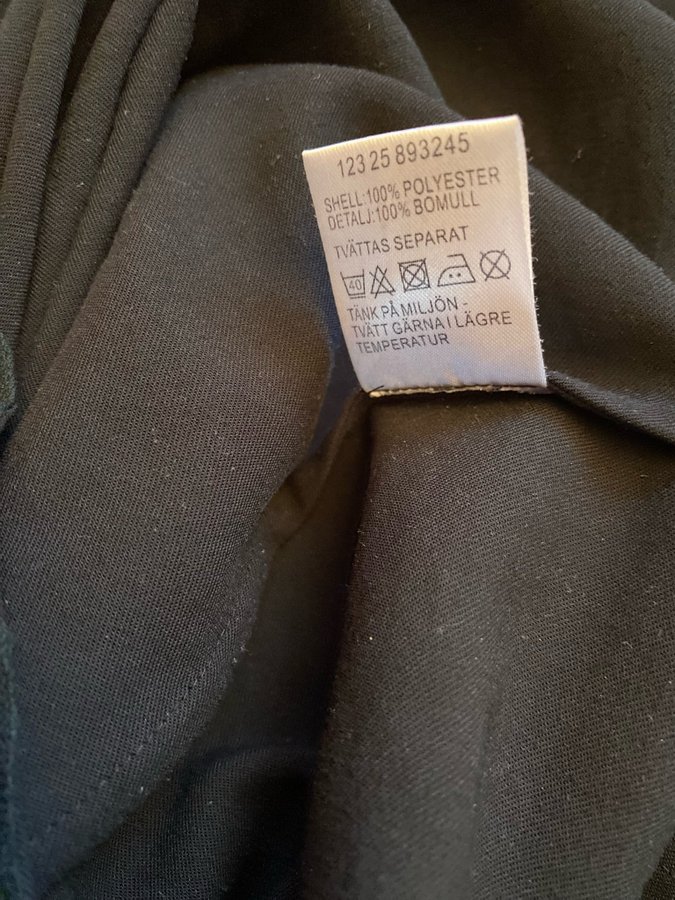 123 25 893245
SHELL:100% POLYESTER
DETALJ:100% BOMULL
TVÄTTAS SEPARAT
40
TÄNK PÅ MILJÖN -
TVÄTT GÄRNA I LÄGRE
TEMPERATUR